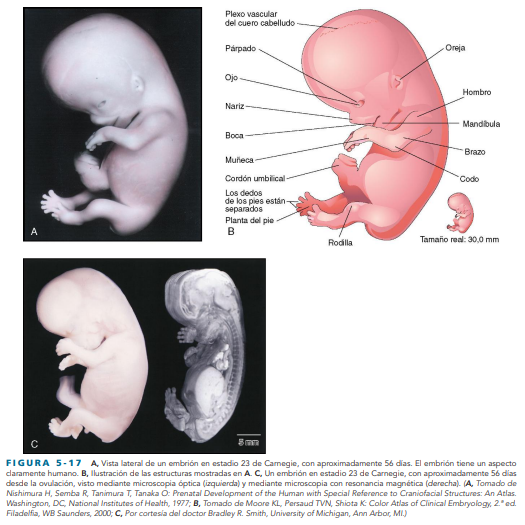 Plexo vascular
del cuero cabelludo
Párpado
Oreja
Ojo
Hombro
Nariz
Mandíbula
Boca
Brazo
Muñeca
Codo
Cordón umbilical
Los dedos
de los pies están
separados
Planta del pie
A
B
Rodilla
Tamaño real: 30,0 mm
C
5 mm
FIGURA 5-17 A, Vista lateral de un embrión en estadio 23 de Carnegie, con aproximadamente 56 días. El embrión tiene un aspecto
claramente humano. B, Ilustración de las estructuras mostradas en A. C, Un embrión en estadio 23 de Carnegie, con aproximadamente 56 días
desde la ovulación, visto mediante microscopia óptica (izquierda) y mediante microscopia con resonancia magnética (derecha). (A, Tomado de
Nishimura H, Semba R, Tanimura T, Tanaka O: Prenatal Development of the Human with Special Reference to Craniofacial Structures: An Atlas.
Washington, DC, National Institutes of Health, 1977; B, Tomado de Moore KL, Persaud TVN, Shiota K: Color Atlas of Clinical Embryology, 2.ª ed.
Filadelfia, WB Saunders, 2000; C, Por cortesía del doctor Bradley R. Smith, University of Michigan, Ann Arbor, MI.)